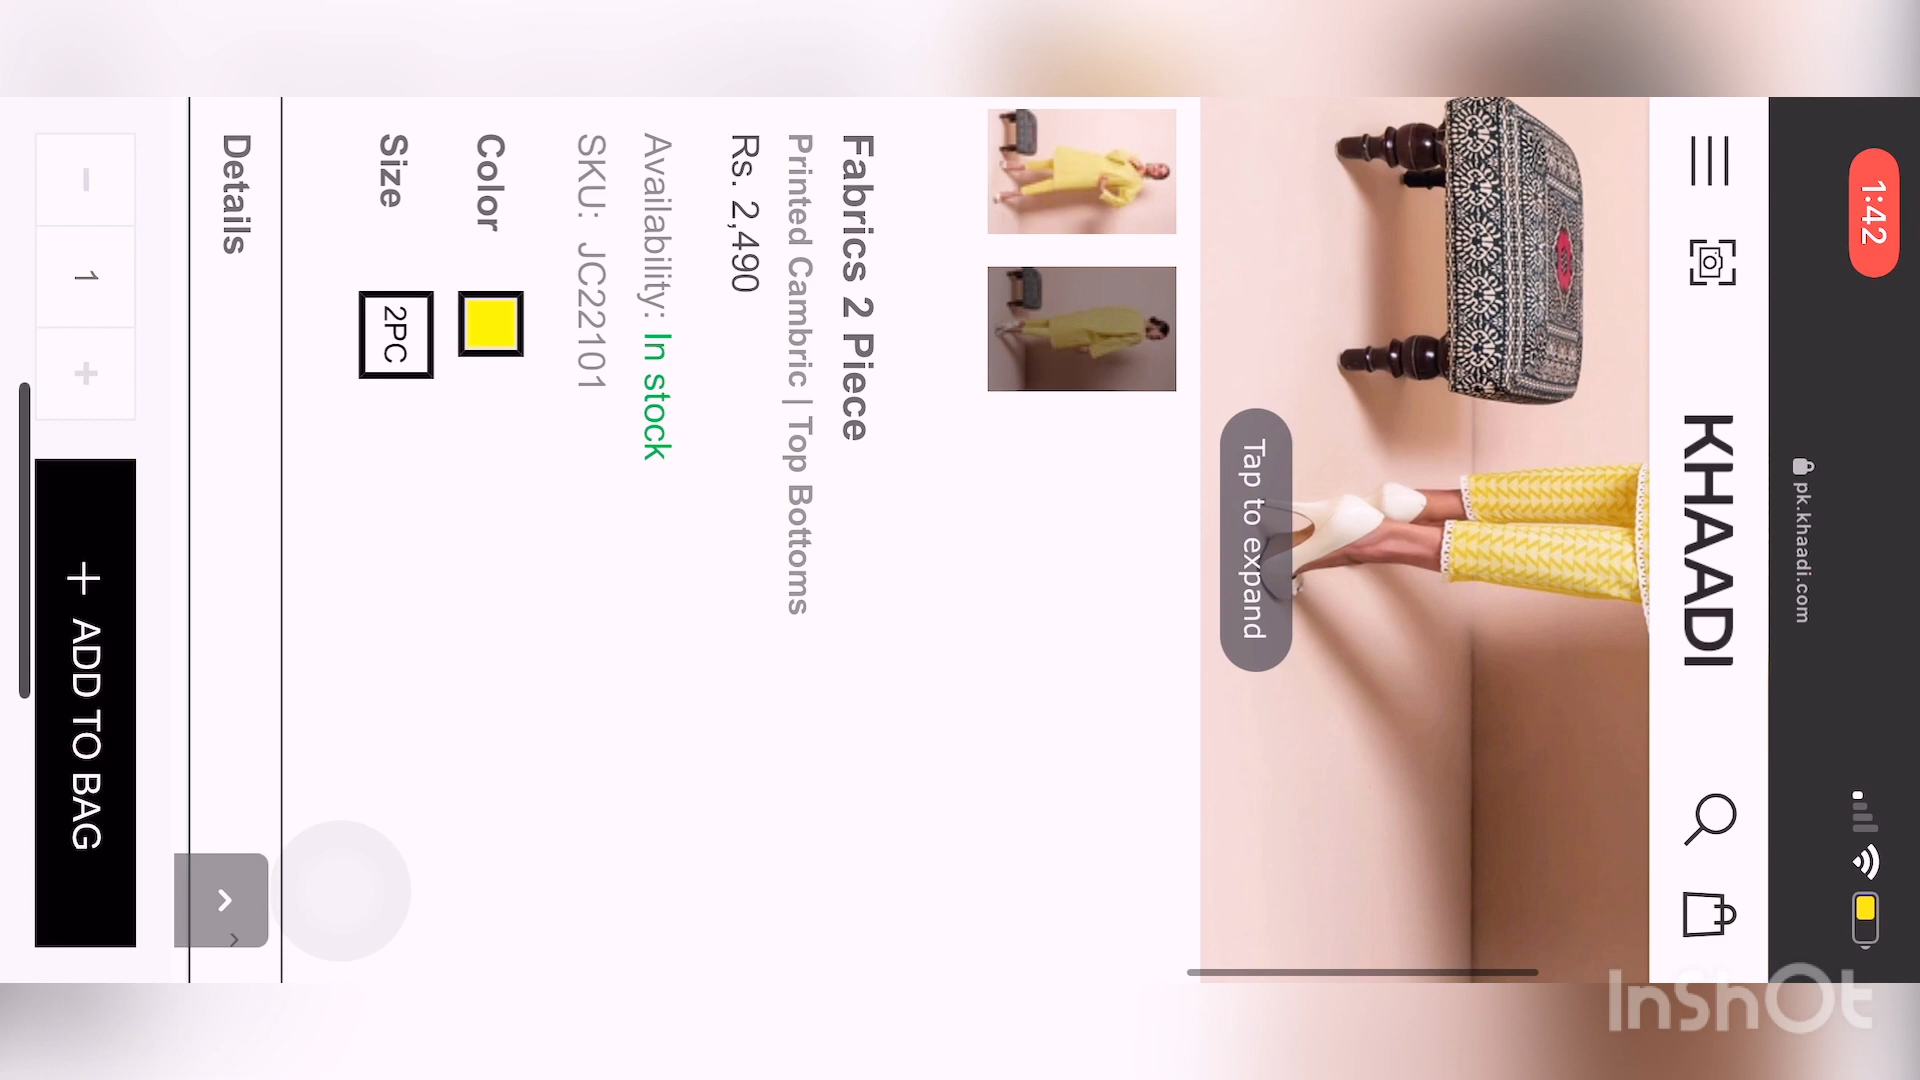 1:42
pk.khaadi.com
KHAADI
Tap to expand
Fabrics 2 Piece
Printed Cambric | Top Bottoms
Rs. 2,490
Availability: In stock
SKU: JC22101
Color
Size 2PC
Details
- 1 +
+ ADD TO BAG
InShOt